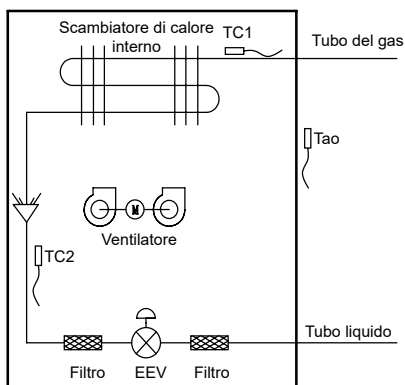 Scambiatore di calore
interno
TC1
Tubo del gas
Tao
M
Ventilatore
TC2
Tubo liquido
Filtro
EEV
Filtro